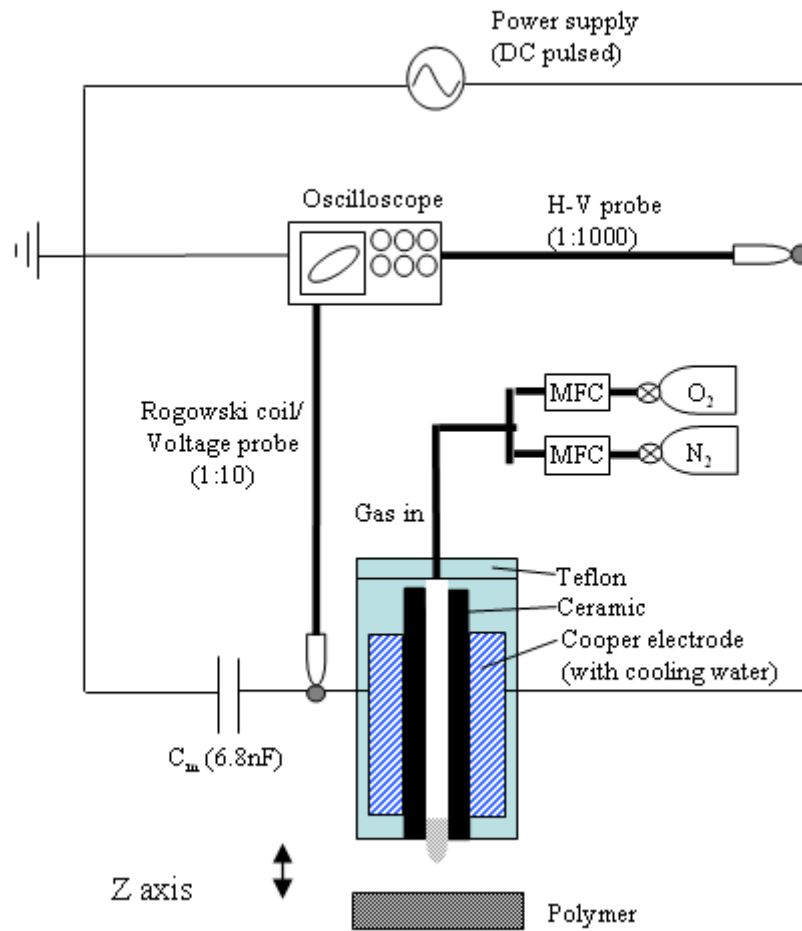 Power supply
(DC pulsed)
Oscilloscope
H-V probe
(1:1000)
MFC
O₂
Rogowski coil/
Voltage probe
(1:10)
MFC
N₂
Gas in
Teflon
Ceramic
Cooper electrode
(with cooling water)
Cₘ (6.8nF)
Z axis
Polymer